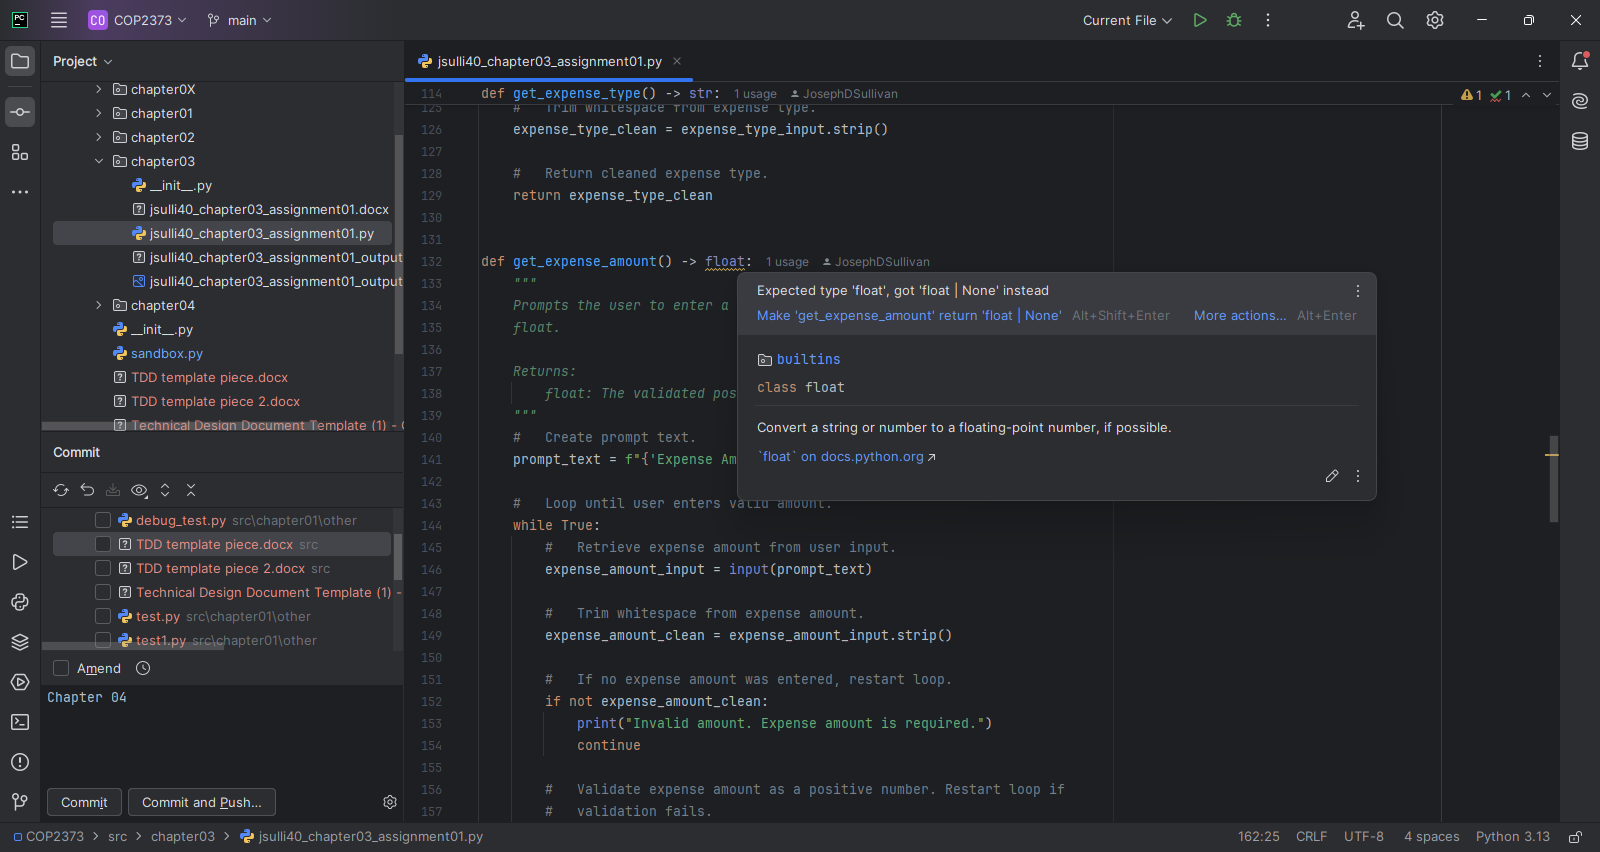 PC
CO COP2373 main Current File
Project
chapter0X
chapter01
chapter02
chapter03
__init__.py
jsulli40_chapter03_assignment01.docx
jsulli40_chapter03_assignment01.py
jsulli40_chapter03_assignment01_output
jsulli40_chapter03_assignment01_output
chapter04
__init__.py
sandbox.py
TDD template piece.docx
TDD template piece 2.docx
Technical Design Document Template (1) - 
Commit
debug_test.py src\chapter01\other
TDD template piece.docx src
TDD template piece 2.docx src
Technical Design Document Template (1) -
test.py src\chapter01\other
test1.py src\chapter01\other
Amend
Chapter 04
Commit Commit and Push...
jsulli40_chapter03_assignment01.py
114 def get_expense_type() -> str: 1 usage JosephDSullivan
1 1
125 # Trim whitespace from expense type.
126 expense_type_clean = expense_type_input.strip()
127
128 # Return cleaned expense type.
129 return expense_type_clean
130
131
132 def get_expense_amount() -> float: 1 usage JosephDSullivan
133 """
134 Prompts the user to enter a
135 float.
136
137 Returns:
138 float: The validated pos
139 """
140 # Create prompt text.
141 prompt_text = f"{'Expense Am
142
143 # Loop until user enters valid amount.
144 while True:
145 # Retrieve expense amount from user input.
146 expense_amount_input = input(prompt_text)
147
148 # Trim whitespace from expense amount.
149 expense_amount_clean = expense_amount_input.strip()
150
151 # If no expense amount was entered, restart loop.
152 if not expense_amount_clean:
153 print("Invalid amount. Expense amount is required.")
154 continue
155
156 # Validate expense amount as a positive number. Restart loop if
157 # validation fails.
Expected type 'float', got 'float | None' instead
Make 'get_expense_amount' return 'float | None' Alt+Shift+Enter More actions... Alt+Enter
builtins
class float
Convert a string or number to a floating-point number, if possible.
`float` on docs.python.org
COP2373 > src > chapter03 > jsulli40_chapter03_assignment01.py 162:25 CRLF UTF-8 4 spaces Python 3.13